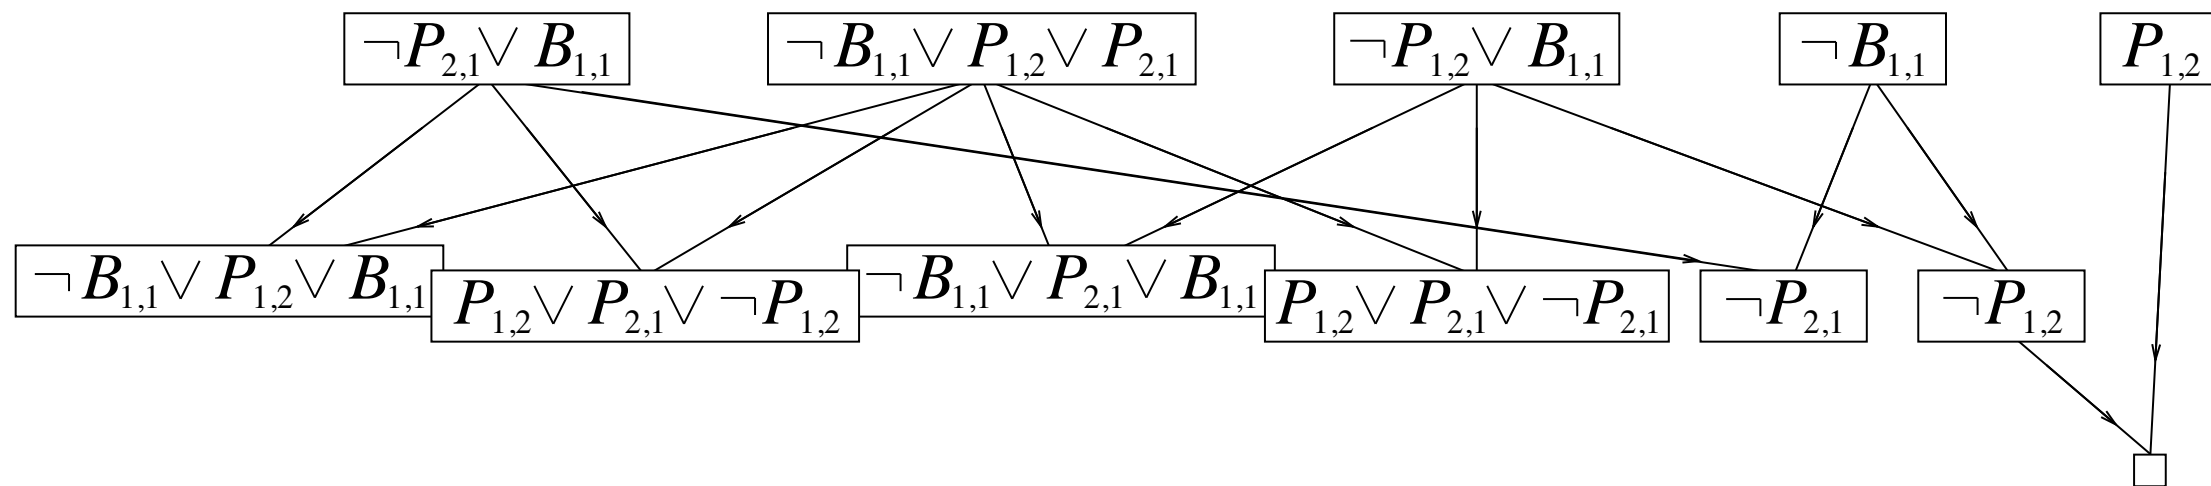 ¬P2,1 ∨ B1,1
¬B1,1 ∨ P1,2 ∨ P2,1
¬P1,2 ∨ B1,1
¬B1,1
P1,2
¬B1,1 ∨ P1,2 ∨ B1,1
P1,2 ∨ P2,1 ∨ ¬P1,2
¬B1,1 ∨ P2,1 ∨ B1,1
P1,2 ∨ P2,1 ∨ ¬P2,1
¬P2,1
¬P1,2